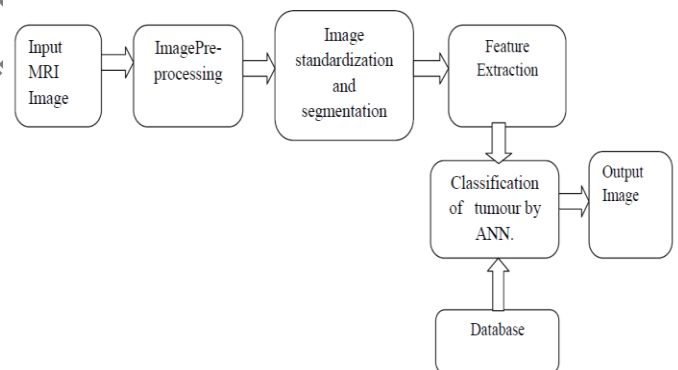 Input
MRI
Image
ImagePre-
processing
Image
standardization
and
segmentation
Feature
Extraction
Classification
of tumour by
ANN.
Output
Image
Database